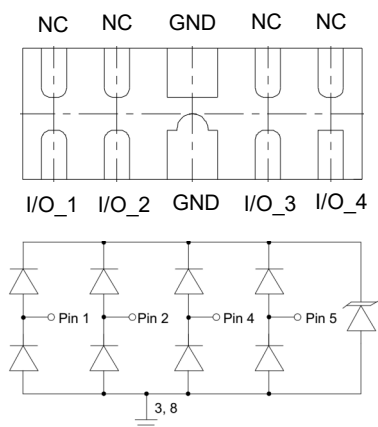 NC NC GND NC NC
I/O_1 I/O_2 GND I/O_3 I/O_4
Pin 1 Pin 2 Pin 4 Pin 5
3, 8